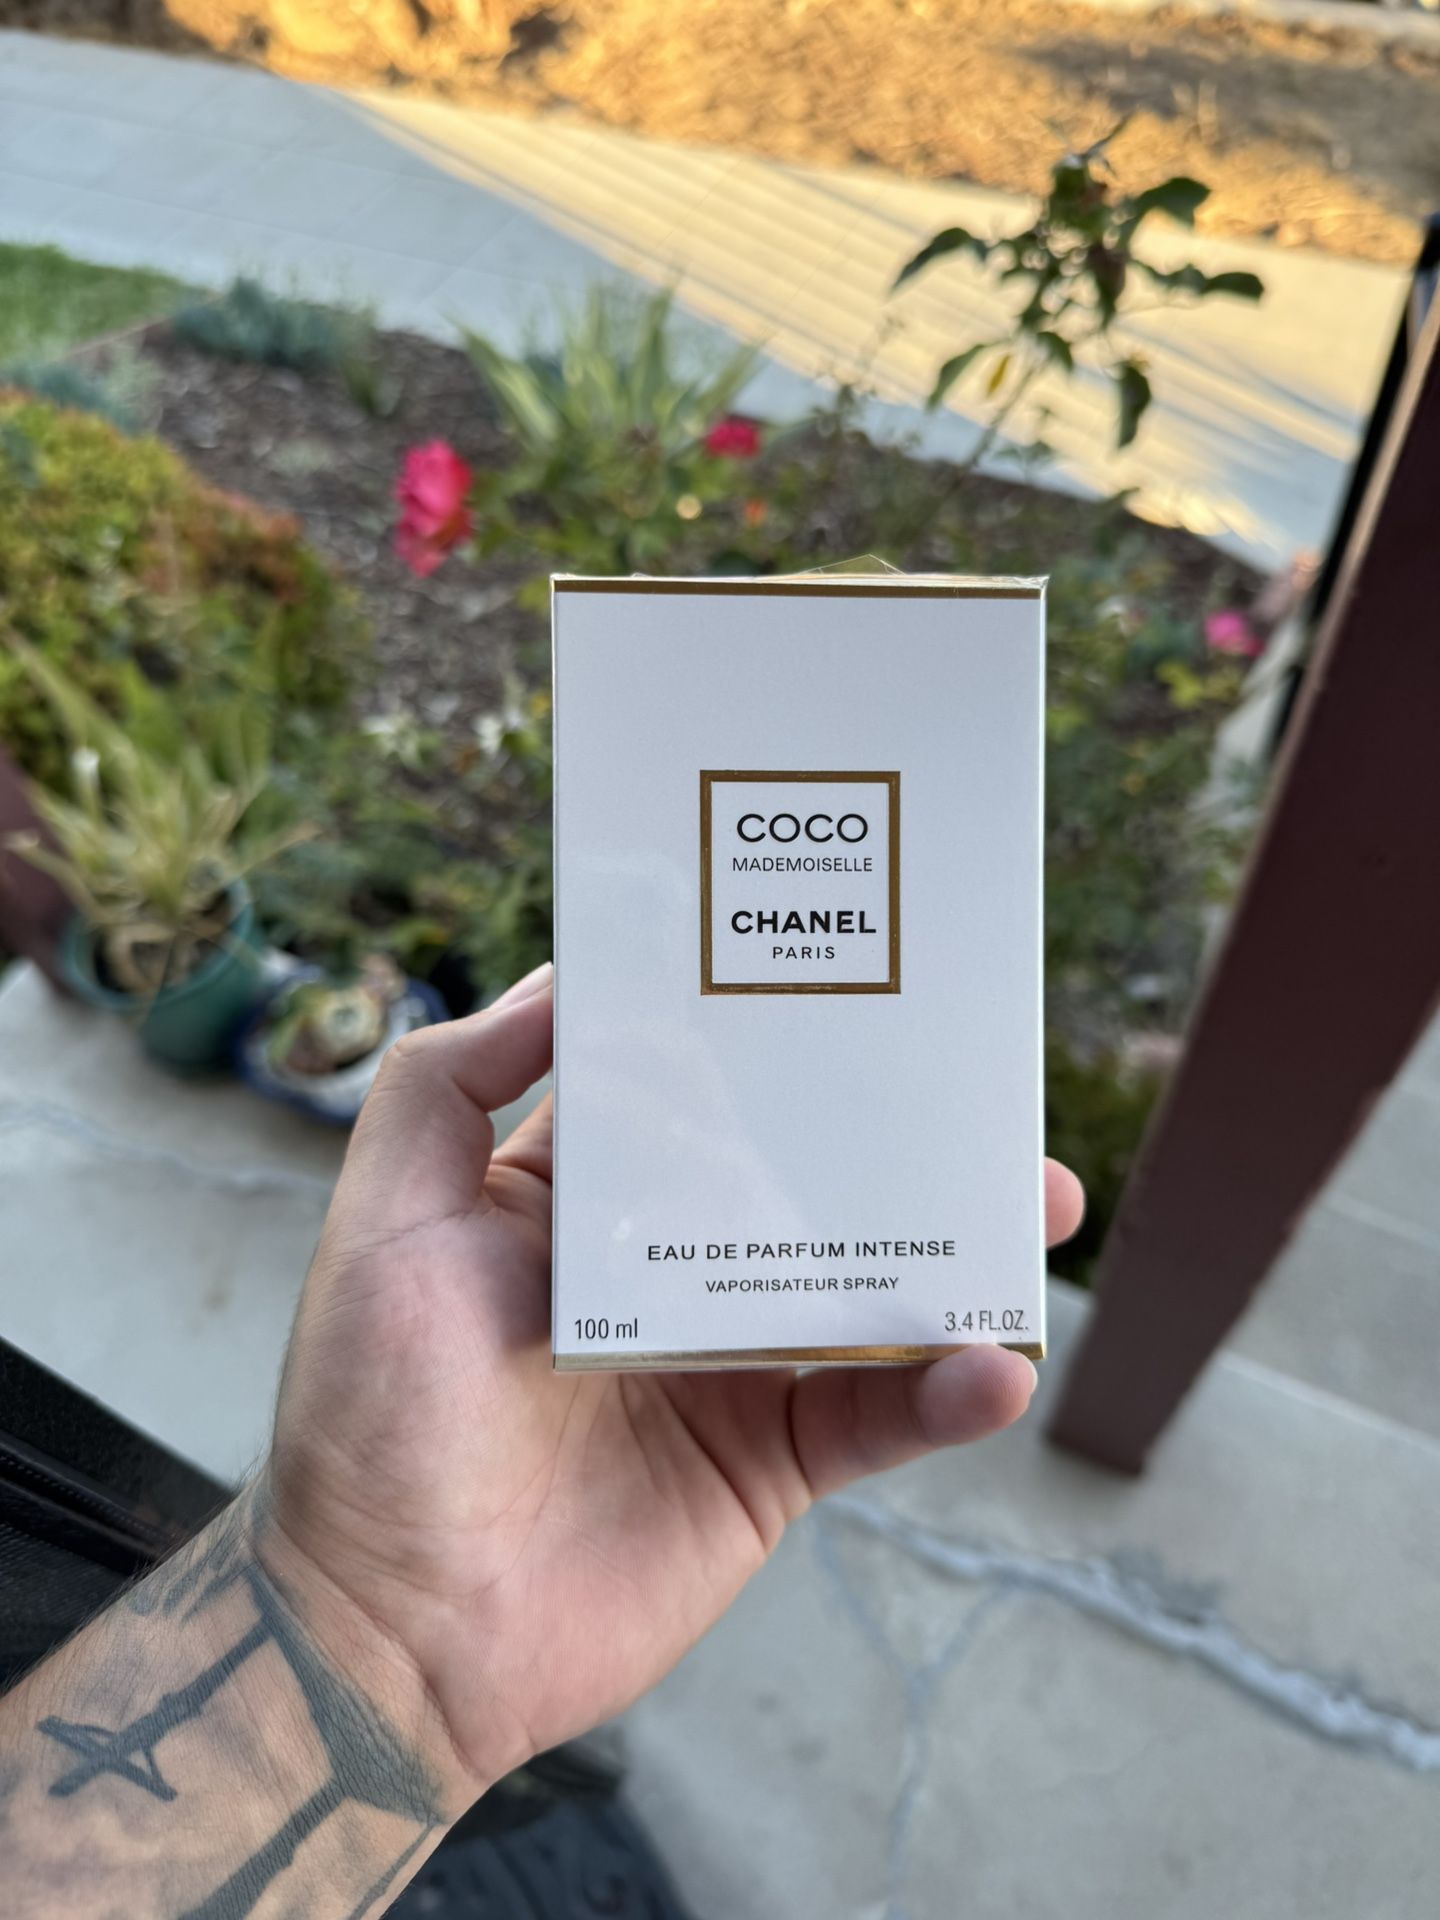 COCO
MADEMOISELLE
CHANEL
PARIS
EAU DE PARFUM INTENSE
VAPORISATEUR SPRAY
100 ml 3.4 FL.OZ.